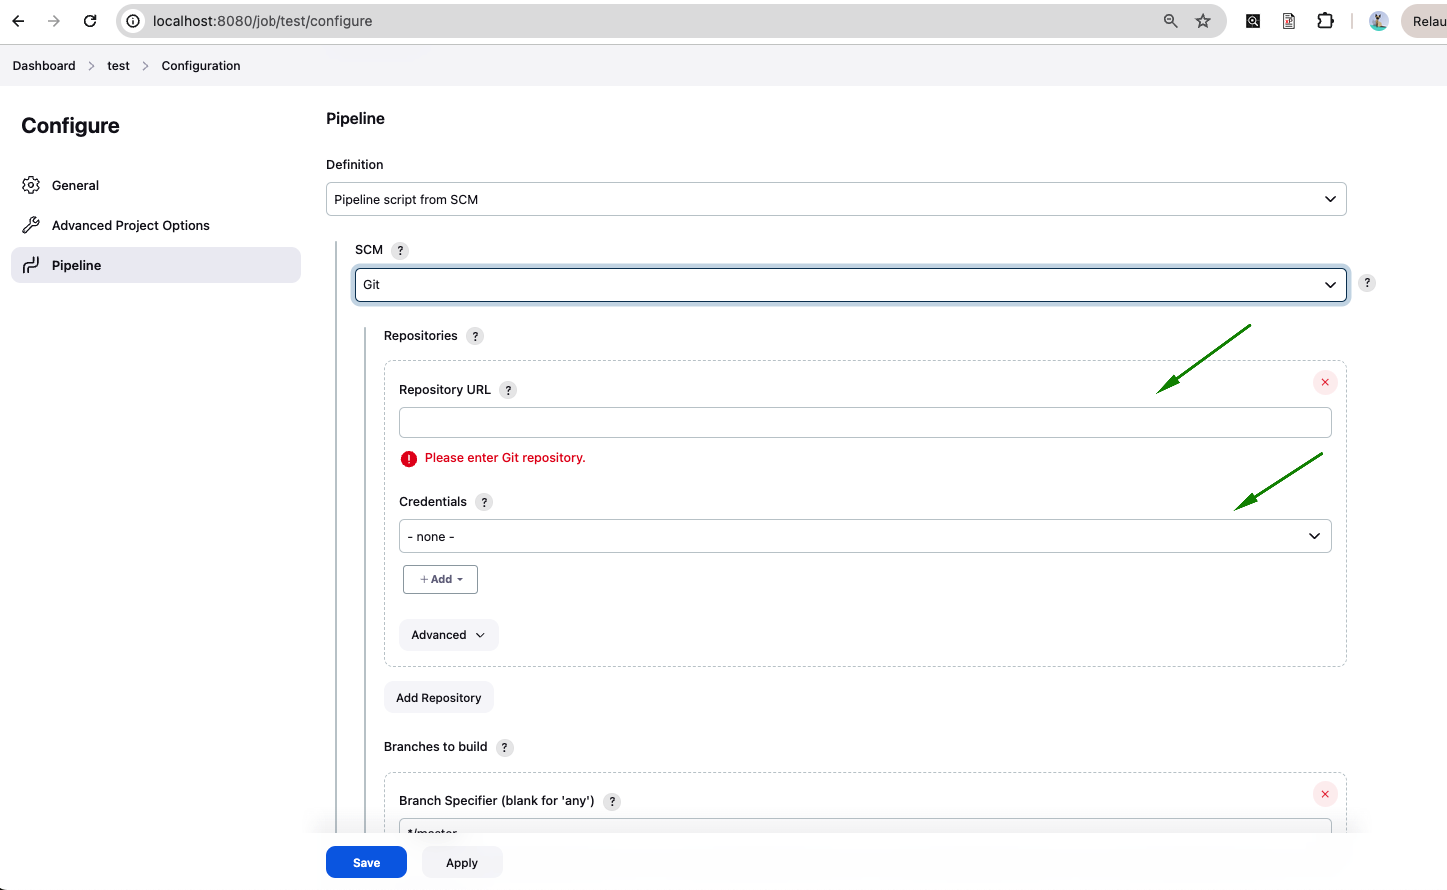 localhost:8080/job/test/configure
Relau
Dashboard > test > Configuration
Configure
General
Advanced Project Options
Pipeline
Pipeline
Definition
Pipeline script from SCM
SCM ?
Git
?
Repositories ?
Repository URL ?
Please enter Git repository.
Credentials ?
- none -
+ Add
Advanced
Add Repository
Branches to build ?
Branch Specifier (blank for 'any') ?
*/master
Save
Apply